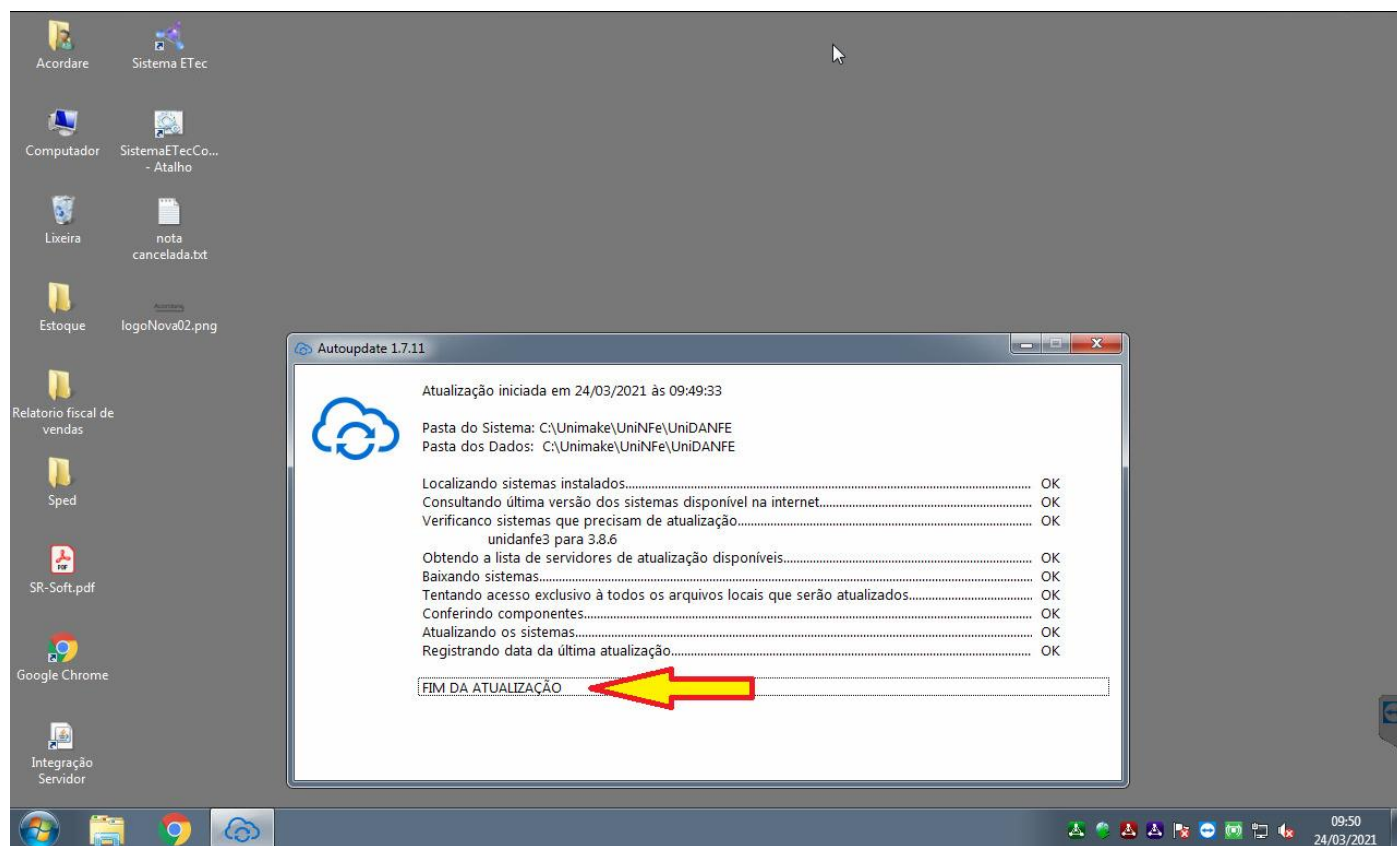 Acordare
Sistema ETec
Computador
SistemaETecCo...
- Atalho
Lixeira
nota
cancelada.txt
Estoque
logoNova02.png
Relatorio fiscal de
vendas
Sped
SR-Soft.pdf
Google Chrome
Integração
Servidor
Autoupdate 1.7.11
Atualização iniciada em 24/03/2021 às 09:49:33
Pasta do Sistema: C:\Unimake\UniNFe\UniDANFE
Pasta dos Dados: C:\Unimake\UniNFe\UniDANFE
Localizando sistemas instalados........ OK
Consultando última versão dos sistemas disponível na internet........ OK
Verificanco sistemas que precisam de atualização........ OK
unidanfe3 para 3.8.6
Obtendo a lista de servidores de atualização disponíveis........ OK
Baixando sistemas........ OK
Tentando acesso exclusivo à todos os arquivos locais que serão atualizados........ OK
Conferindo componentes........ OK
Atualizando os sistemas........ OK
Registrando data da última atualização........ OK
FIM DA ATUALIZAÇÃO
09:50
24/03/2021